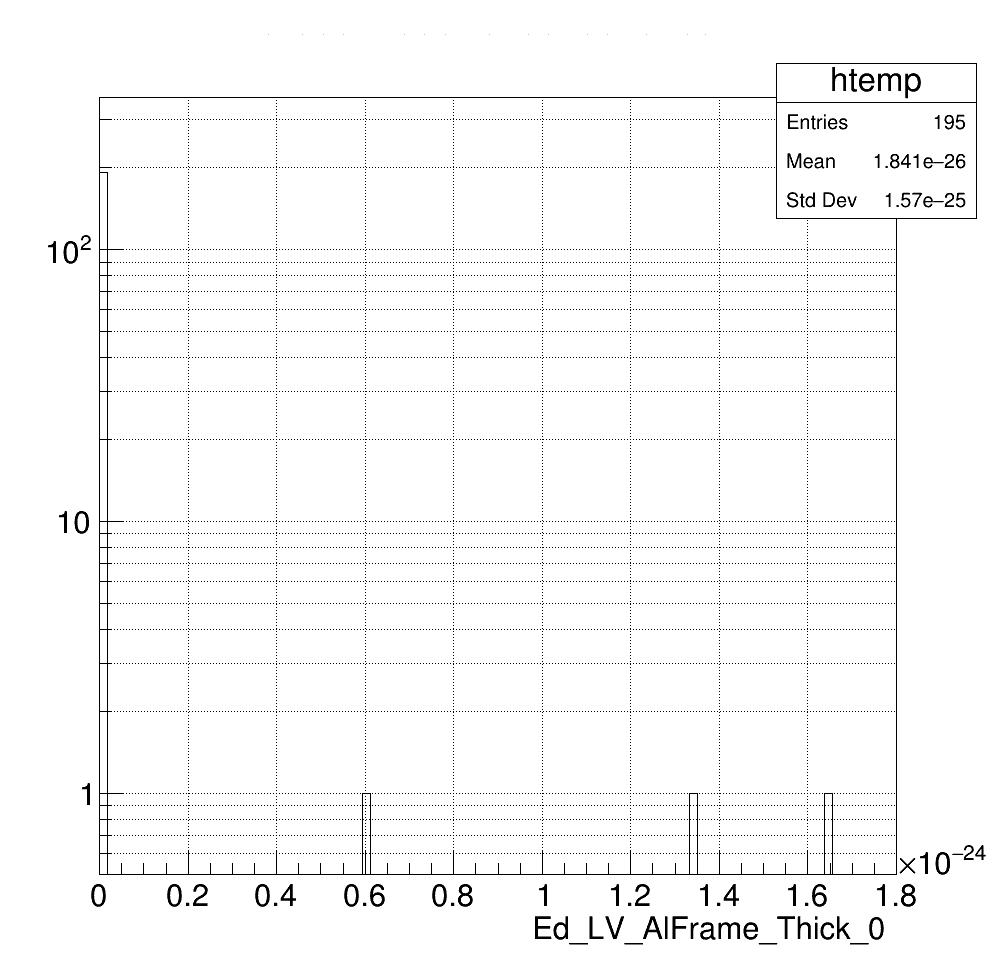 htemp
Entries 195
Mean 1.841e−26
Std Dev 1.57e−25
10²
10
1
×10⁻²⁴
0 0.2 0.4 0.6 0.8 1 1.2 1.4 1.6 1.8
Ed_LV_AlFrame_Thick_0